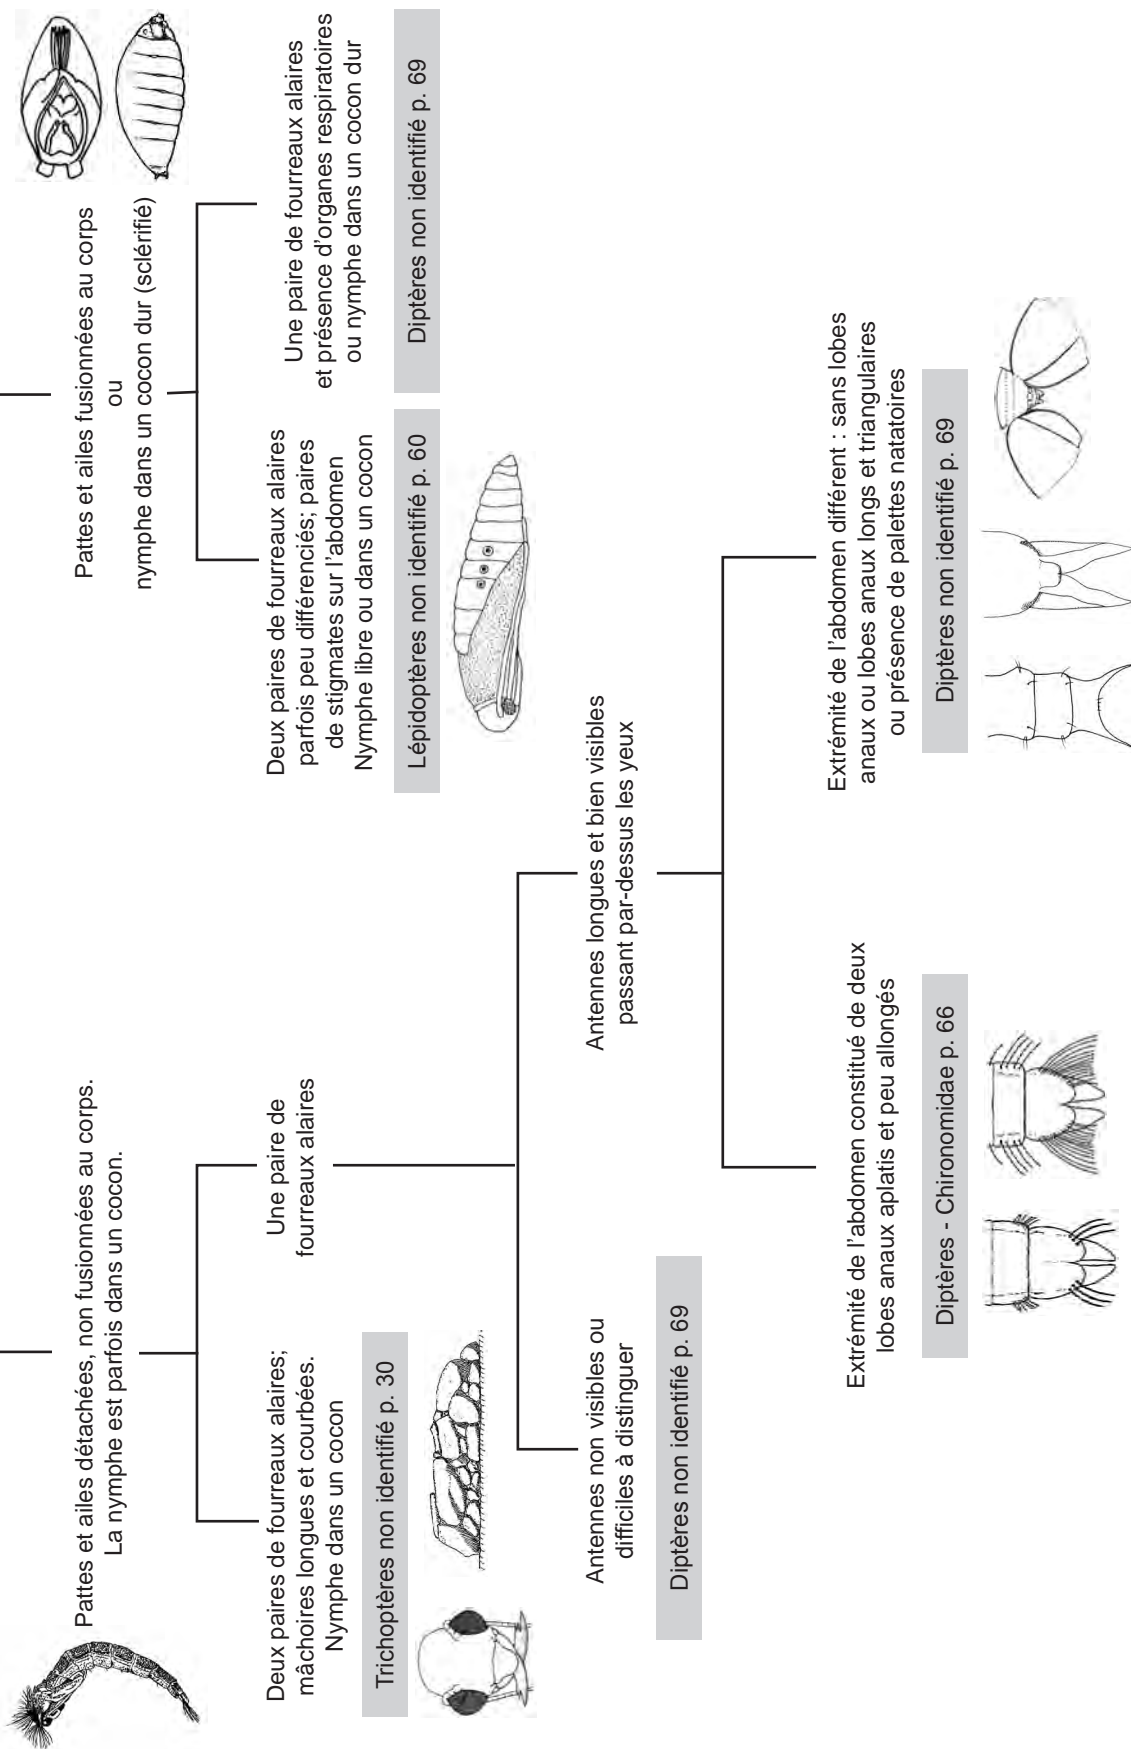 Pattes et ailes détachées, non fusionnées au corps.
La nymphe est parfois dans un cocon.
Pattes et ailes fusionnées au corps
ou
nymphe dans un cocon dur (sclérifié)
Deux paires de fourreaux alaires;
mâchoires longues et courbées.
Nymphe dans un cocon
Trichoptères non identifié p. 30
Une paire de
fourreaux alaires
Deux paires de fourreaux alaires
parfois peu différenciés; paires
de stigmates sur l'abdomen
Nymphe libre ou dans un cocon
Lépidoptères non identifié p. 60
Une paire de fourreaux alaires
et présence d'organes respiratoires
ou nymphe dans un cocon dur
Diptères non identifié p. 69
Antennes non visibles ou
difficiles à distinguer
Diptères non identifié p. 69
Antennes longues et bien visibles
passant par-dessus les yeux
Extrémité de l'abdomen constitué de deux
lobes anaux aplatis et peu allongés
Diptères - Chironomidae p. 66
Extrémité de l'abdomen différent : sans lobes
anaux ou lobes anaux longs et triangulaires
ou présence de palettes natatoires
Diptères non identifié p. 69